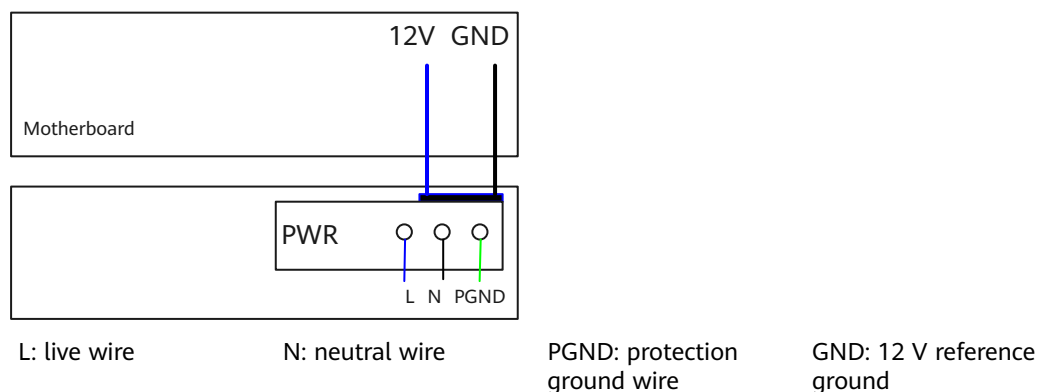 12V GND
Motherboard
PWR
L N PGND
L: live wire
N: neutral wire
PGND: protection
ground wire
GND: 12 V reference
ground